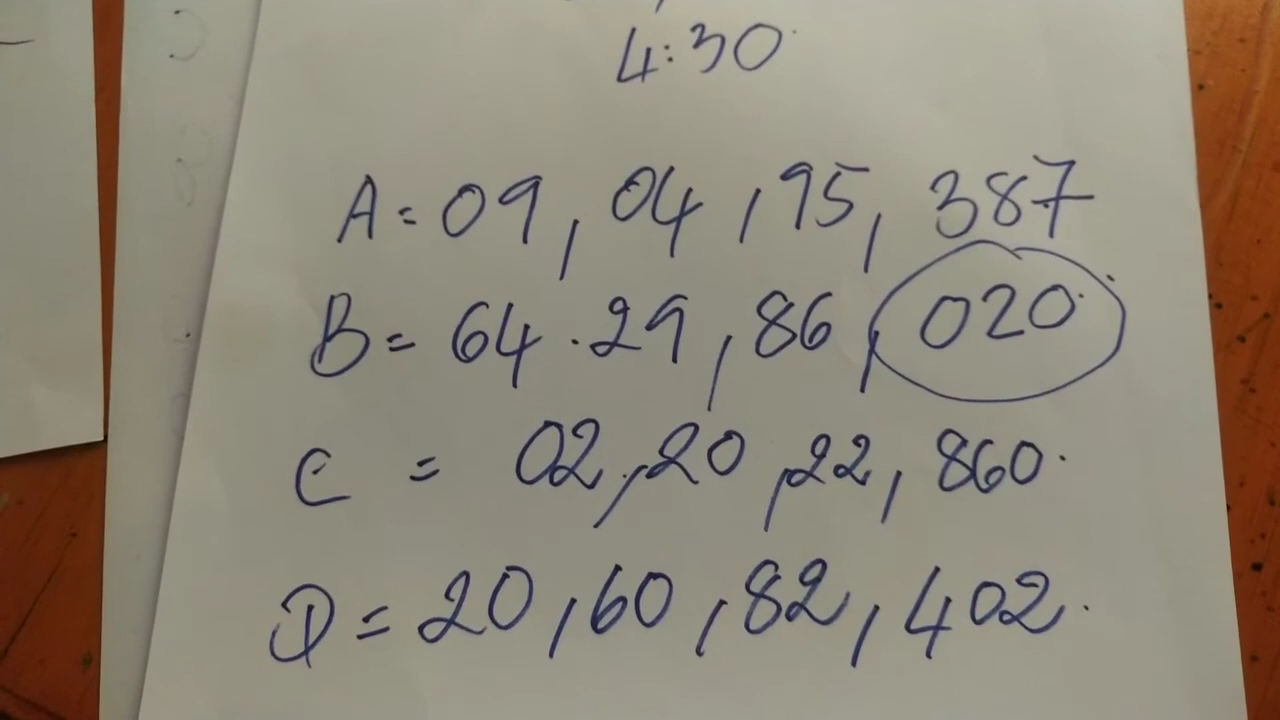 4:30
A=09, 04, 95, 387
B= 64.29, 86, 020.
C = 02, 20, 22, 860.
D=20, 60, 82, 402.